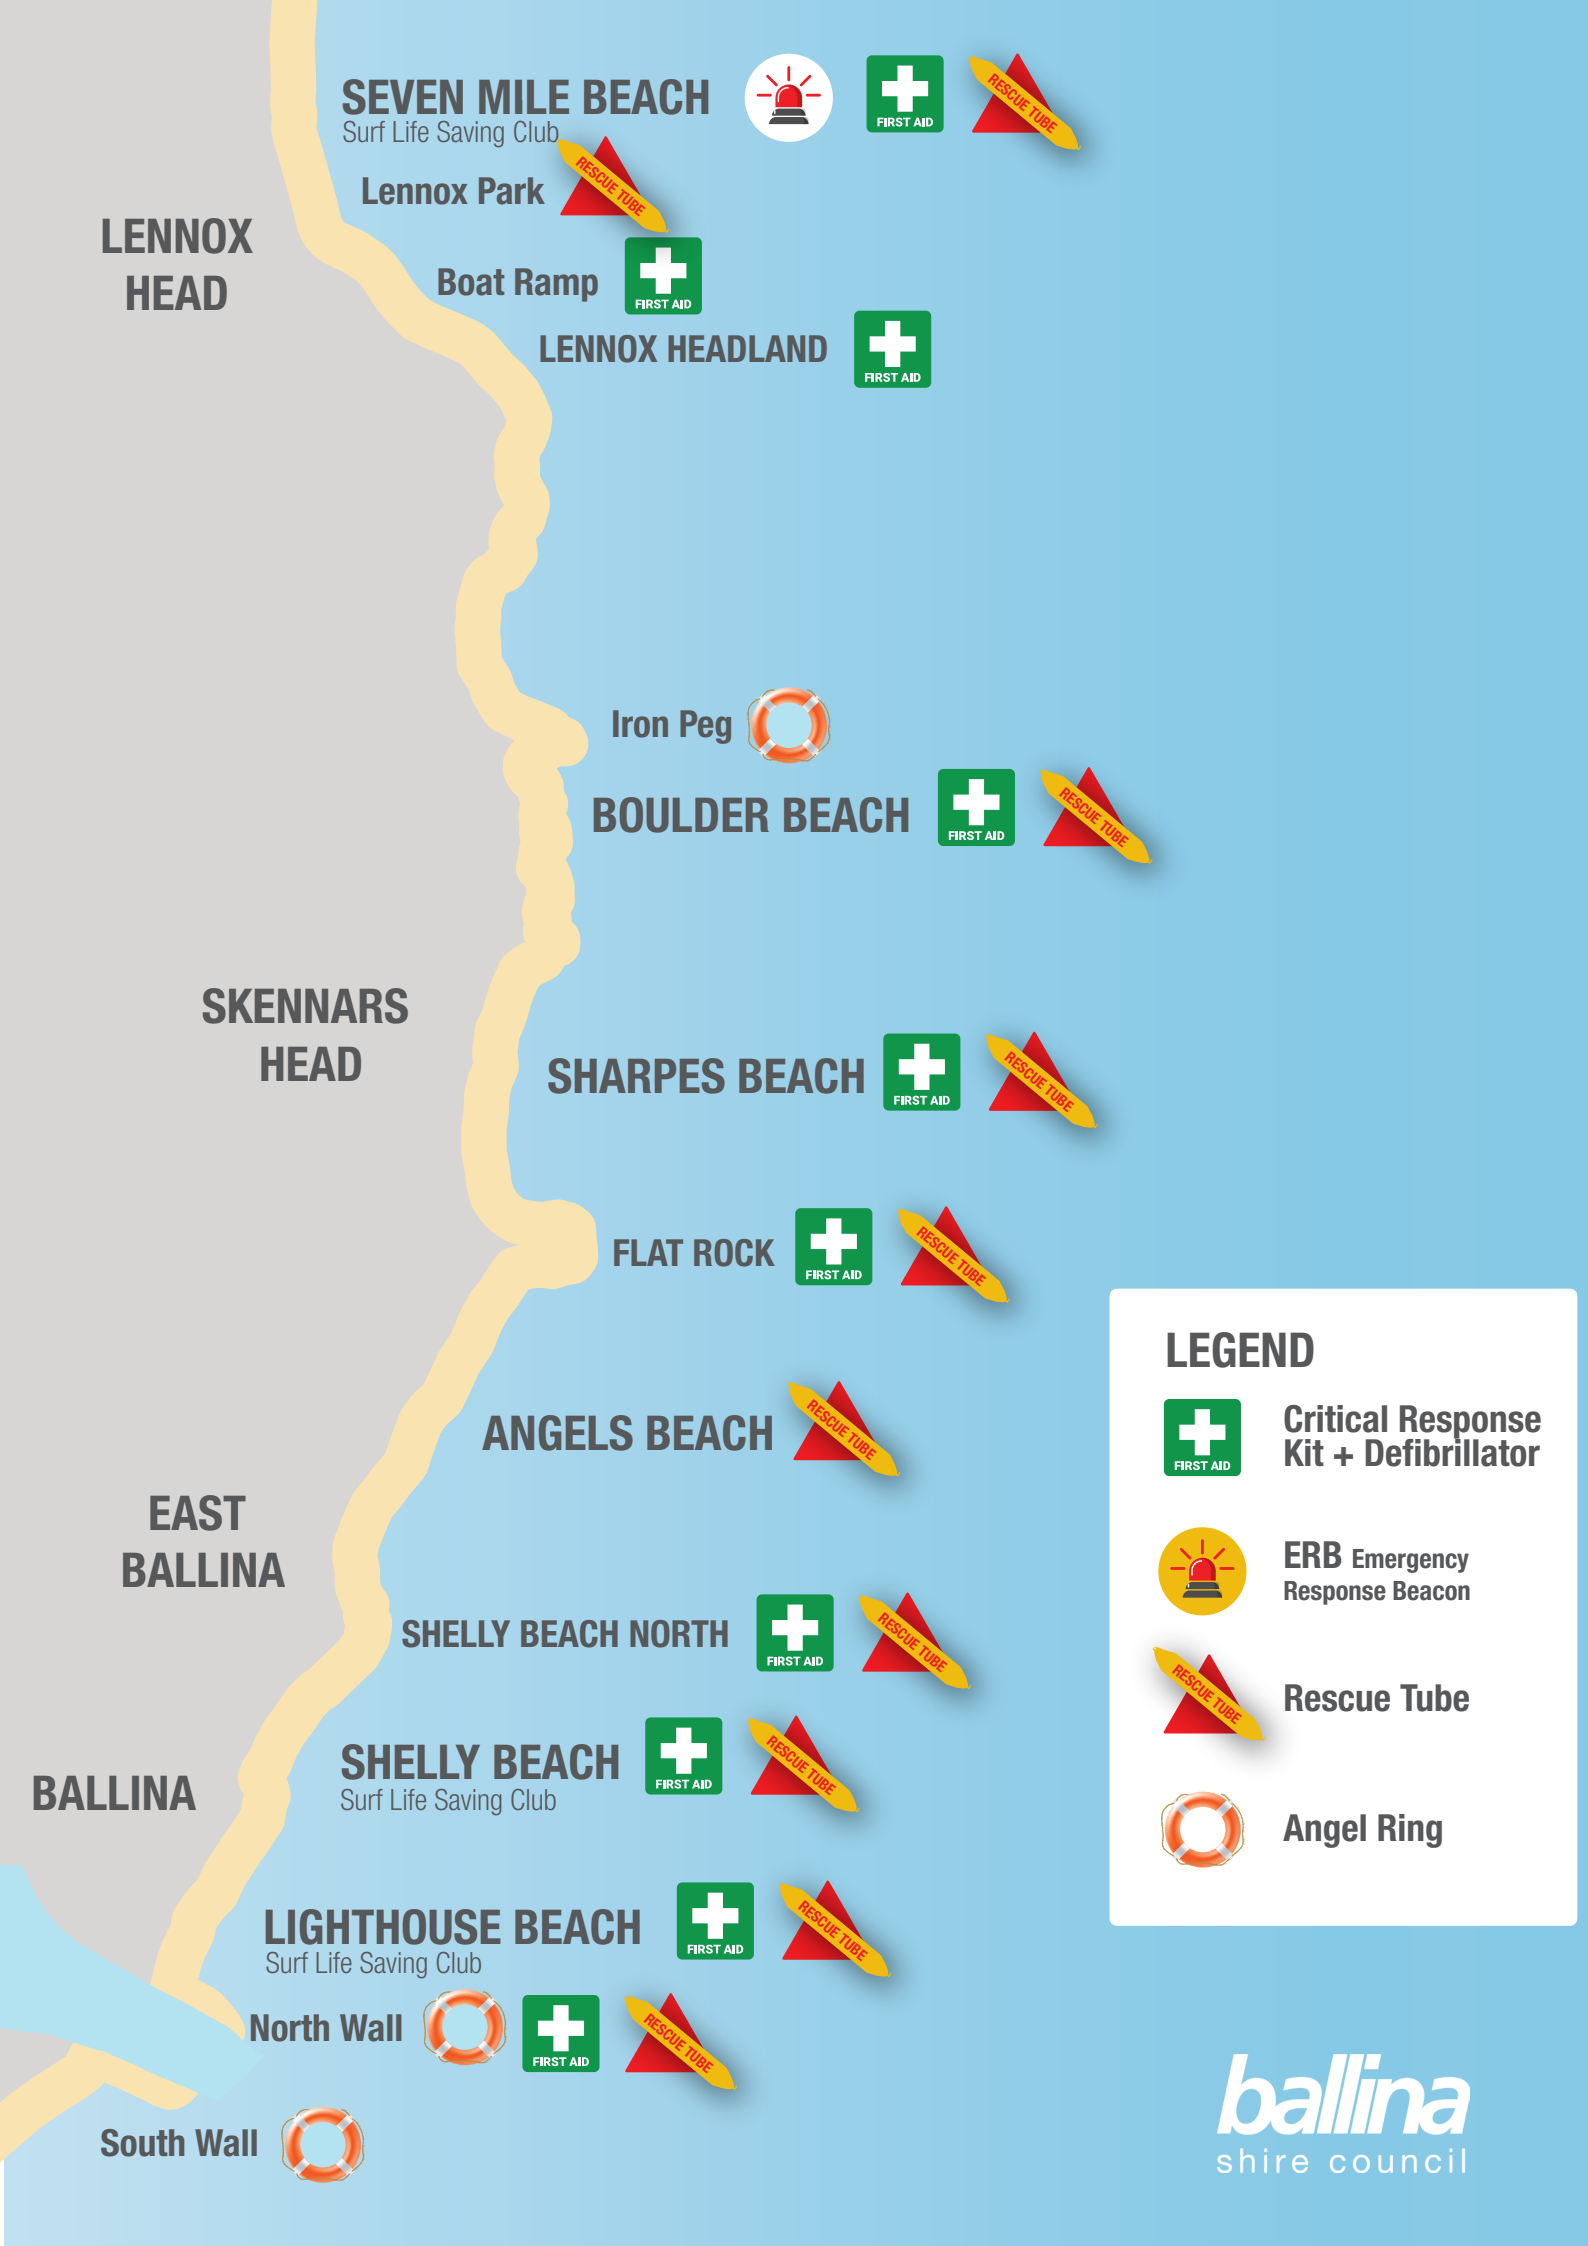 SEVEN MILE BEACH
Surf Life Saving Club
FIRST AID
RESCUE TUBE
Lennox Park
RESCUE TUBE
LENNOX
HEAD
Boat Ramp
FIRST AID
LENNOX HEADLAND
FIRST AID
Iron Peg
BOULDER BEACH
FIRST AID
RESCUE TUBE
SKENNARS
HEAD
SHARPES BEACH
FIRST AID
RESCUE TUBE
FLAT ROCK
FIRST AID
RESCUE TUBE
ANGELS BEACH
RESCUE TUBE
EAST
BALLINA
SHELLY BEACH NORTH
FIRST AID
RESCUE TUBE
SHELLY BEACH
Surf Life Saving Club
FIRST AID
RESCUE TUBE
BALLINA
LIGHTHOUSE BEACH
Surf Life Saving Club
FIRST AID
RESCUE TUBE
North Wall
FIRST AID
RESCUE TUBE
South Wall
LEGEND
FIRST AID
Critical Response
Kit + Defibrillator
ERB Emergency
Response Beacon
RESCUE TUBE
Rescue Tube
Angel Ring
ballina
shire council